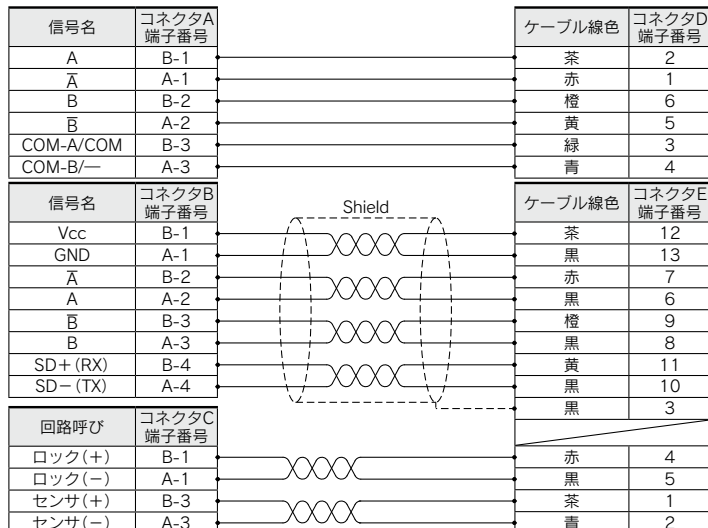 信号名 コネクタA端子番号 ケーブル線色 コネクタD端子番号
A B-1 茶 2
A̅ A-1 赤 1
B B-2 橙 6
B̅ A-2 黄 5
COM-A/COM B-3 緑 3
COM-B/― A-3 青 4
信号名 コネクタB端子番号 Shield ケーブル線色 コネクタE端子番号
Vcc B-1 茶 12
GND A-1 黒 13
A̅ B-2 赤 7
A A-2 黒 6
B̅ B-3 橙 9
B A-3 黒 8
SD+(RX) B-4 黄 11
SD−(TX) A-4 黒 10
黒 3
回路呼び コネクタC端子番号
ロック(+) B-1 赤 4
ロック(−) A-1 黒 5
センサ(+) B-3 茶 1
センサ(−) A-3 青 2